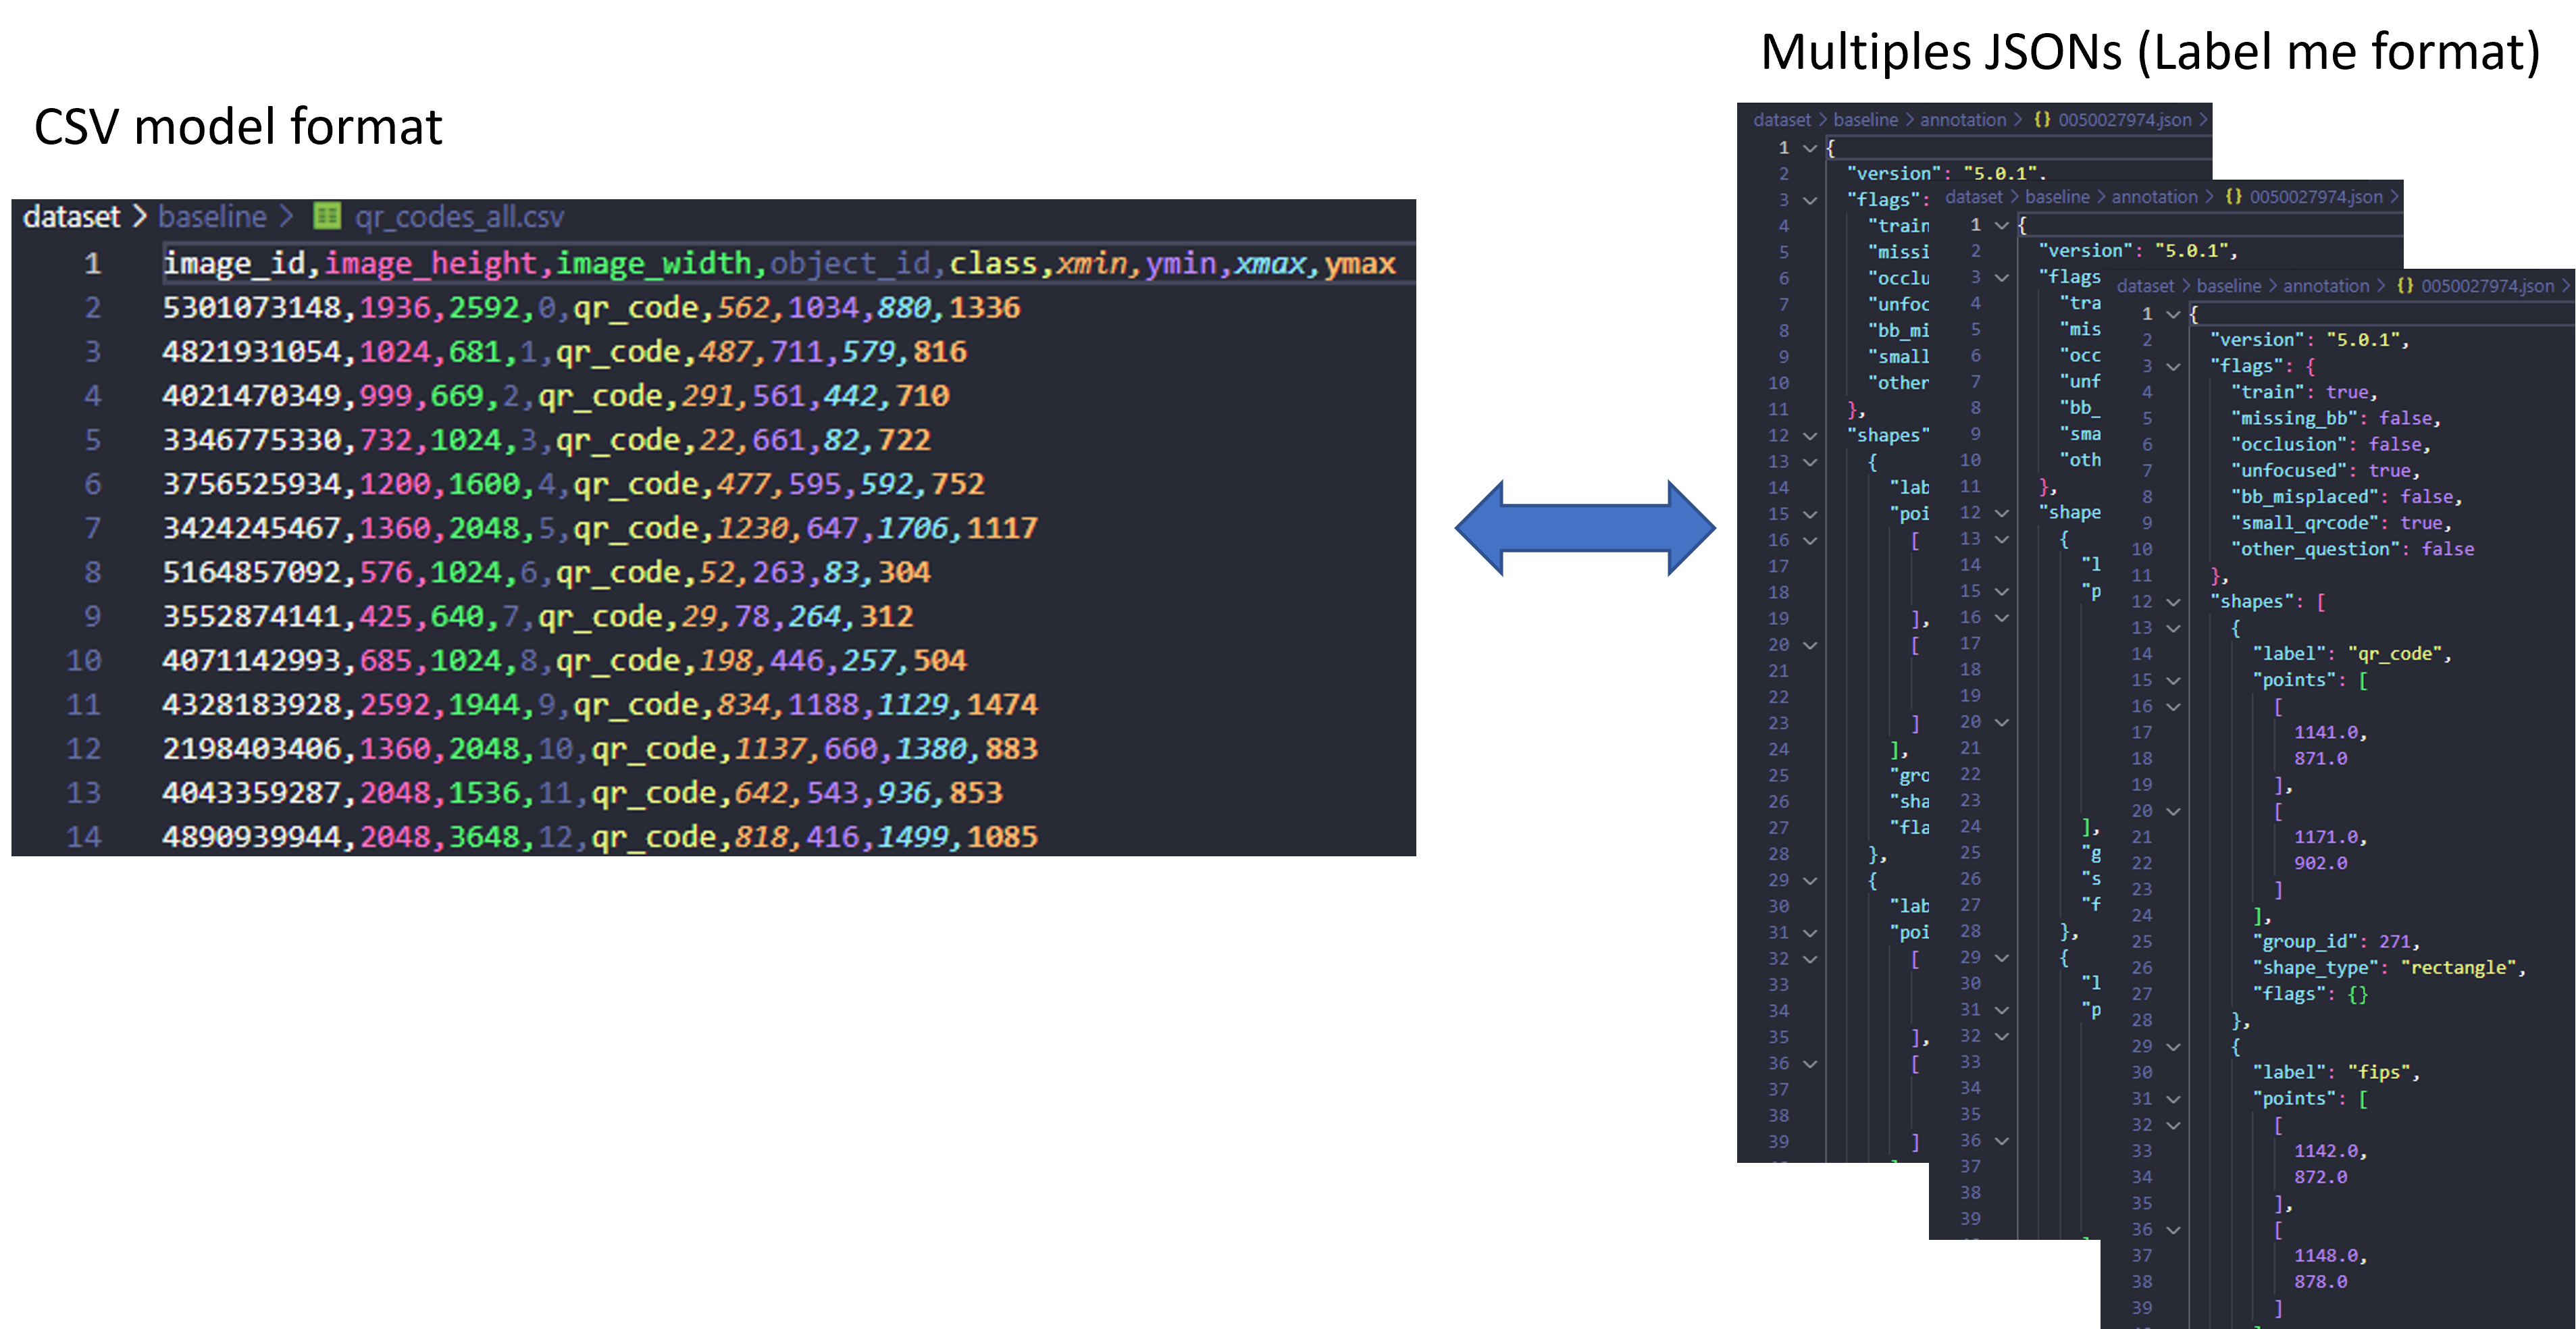 CSV model format
dataset > baseline > qr_codes_all.csv
1 image_id,image_height,image_width,object_id,class,xmin,ymin,xmax,ymax
2 5301073148,1936,2592,0,qr_code,562,1034,880,1336
3 4821931054,1024,681,1,qr_code,487,711,579,816
4 4021470349,999,669,2,qr_code,291,561,442,710
5 3346775330,732,1024,3,qr_code,22,661,82,722
6 3756525934,1200,1600,4,qr_code,477,595,592,752
7 3424245467,1360,2048,5,qr_code,1230,647,1706,1117
8 5164857092,576,1024,6,qr_code,52,263,83,304
9 3552874141,425,640,7,qr_code,29,78,264,312
10 4071142993,685,1024,8,qr_code,198,446,257,504
11 4328183928,2592,1944,9,qr_code,834,1188,1129,1474
12 2198403406,1360,2048,10,qr_code,1137,660,1380,883
13 4043359287,2048,1536,11,qr_code,642,543,936,853
14 4890939944,2048,3648,12,qr_code,818,416,1499,1085
Multiples JSONs (Label me format)
dataset > baseline > annotation > {} 0050027974.json >
1 {
2 "version": "5.0.1",
3 "flags":
4 "train
5 "missi
6 "occlu
7 "unfoc
8 "bb_mi
9 "small
10 "other
11 },
12 "shapes"
13 {
14 "lab
15 "poi
16 [
17
18
19 ],
20 [
21
22
23 ]
24 ],
25 "gro
26 "sha
27 "fla
28 },
29 {
30 "lab
31 "poi
32 [
33
34
35 ],
36 [
37
38
39 ]
dataset > baseline > annotation > {} 0050027974.json >
1 {
2 "version": "5.0.1",
3 "flags
4 "tra
5 "mis
6 "occ
7 "unf
8 "bb_
9 "sma
10 "oth
11 },
12 "shape
13 {
14 "l
15 "p
16
17
18
19
20
21
22
23
24 ],
25 "g
26 "s
27 "f
28 },
29 {
30 "l
31 "p
32
33
34
35
36
37
38
39
dataset > baseline > annotation > {} 0050027974.json >
1 {
2 "version": "5.0.1",
3 "flags": {
4 "train": true,
5 "missing_bb": false,
6 "occlusion": false,
7 "unfocused": true,
8 "bb_misplaced": false,
9 "small_qrcode": true,
10 "other_question": false
11 },
12 "shapes": [
13 {
14 "label": "qr_code",
15 "points": [
16 [
17 1141.0,
18 871.0
19 ],
20 [
21 1171.0,
22 902.0
23 ]
24 ],
25 "group_id": 271,
26 "shape_type": "rectangle",
27 "flags": {}
28 },
29 {
30 "label": "fips",
31 "points": [
32 [
33 1142.0,
34 872.0
35 ],
36 [
37 1148.0,
38 878.0
39 ]